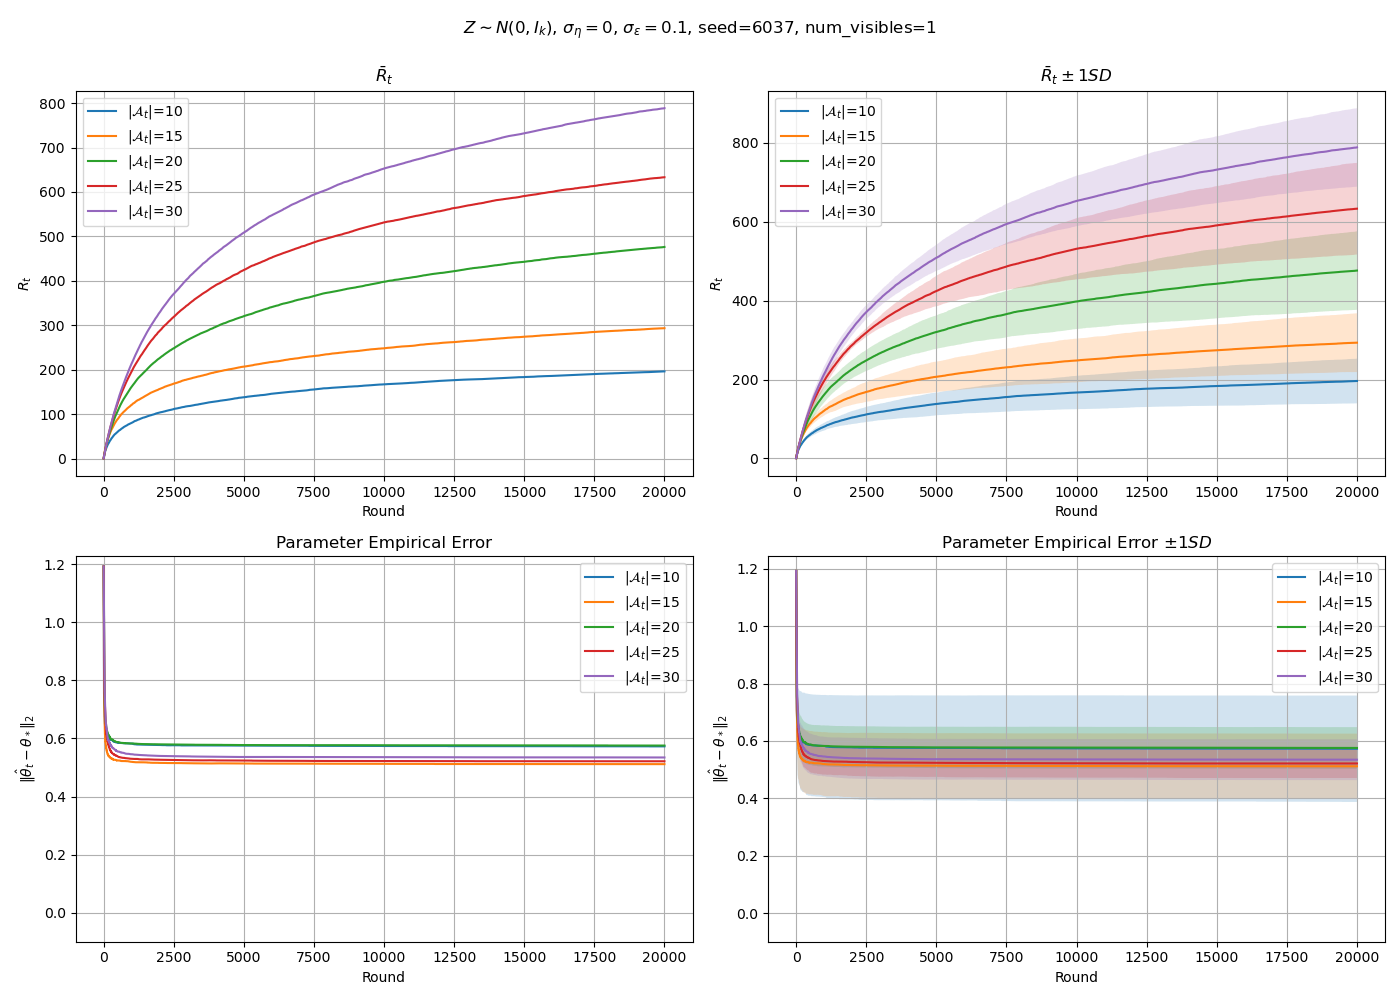 Z ∼ N(0, I_k), σ_η = 0, σ_ε = 0.1, seed=6037, num_visibles=1
R̄_t
R_t
800
700
600
500
400
300
200
100
0
|𝒜_t|=10
|𝒜_t|=15
|𝒜_t|=20
|𝒜_t|=25
|𝒜_t|=30
0 2500 5000 7500 10000 12500 15000 17500 20000
Round
R̄_t ± 1SD
R_t
800
600
400
200
0
|𝒜_t|=10
|𝒜_t|=15
|𝒜_t|=20
|𝒜_t|=25
|𝒜_t|=30
0 2500 5000 7500 10000 12500 15000 17500 20000
Round
Parameter Empirical Error
‖θ̂_t − θ_*‖_2
1.2
1.0
0.8
0.6
0.4
0.2
0.0
|𝒜_t|=10
|𝒜_t|=15
|𝒜_t|=20
|𝒜_t|=25
|𝒜_t|=30
0 2500 5000 7500 10000 12500 15000 17500 20000
Round
Parameter Empirical Error ±1SD
‖θ̂_t − θ_*‖_2
1.2
1.0
0.8
0.6
0.4
0.2
0.0
|𝒜_t|=10
|𝒜_t|=15
|𝒜_t|=20
|𝒜_t|=25
|𝒜_t|=30
0 2500 5000 7500 10000 12500 15000 17500 20000
Round